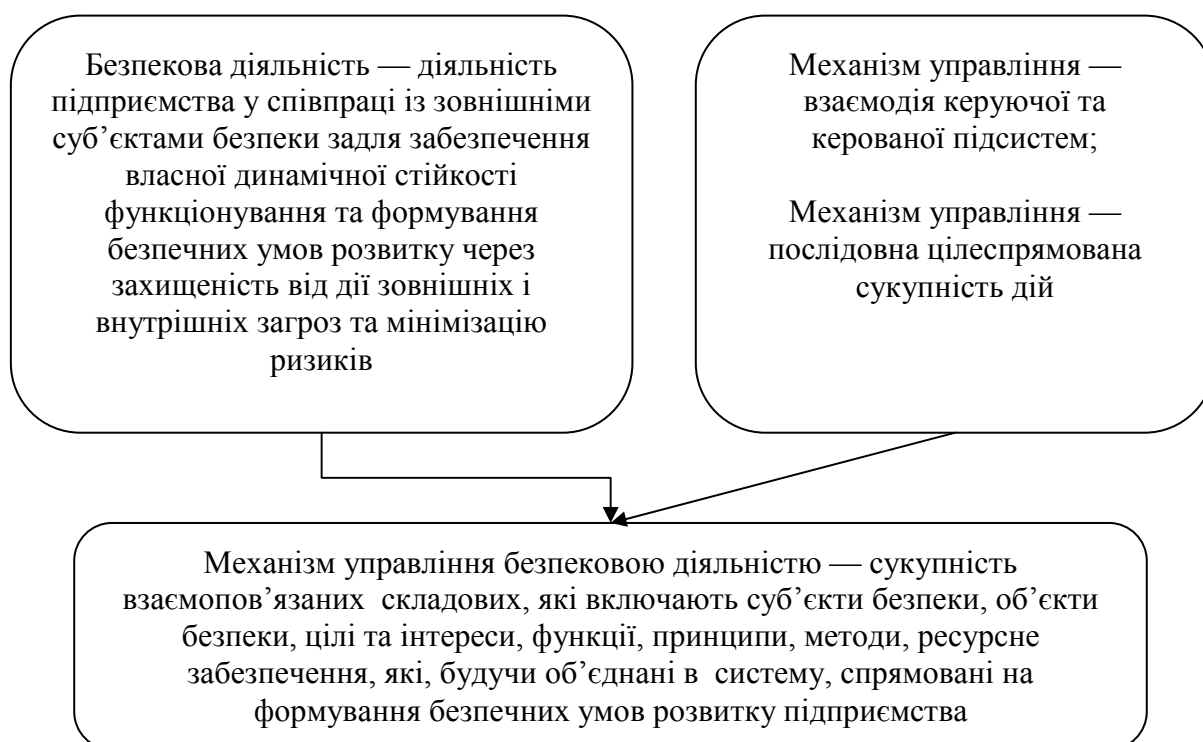 Безпекова діяльність — діяльність
підприємства у співпраці із зовнішніми
суб’єктами безпеки задля забезпечення
власної динамічної стійкості
функціонування та формування
безпечних умов розвитку через
захищеність від дії зовнішніх і
внутрішніх загроз та мінімізацію
ризиків
Механізм управління —
взаємодія керуючої та
керованої підсистем;
Механізм управління —
послідовна цілеспрямована
сукупність дій
Механізм управління безпековою діяльністю — сукупність
взаємопов’язаних складових, які включають суб’єкти безпеки, об’єкти
безпеки, цілі та інтереси, функції, принципи, методи, ресурсне
забезпечення, які, будучи об’єднані в систему, спрямовані на
формування безпечних умов розвитку підприємства